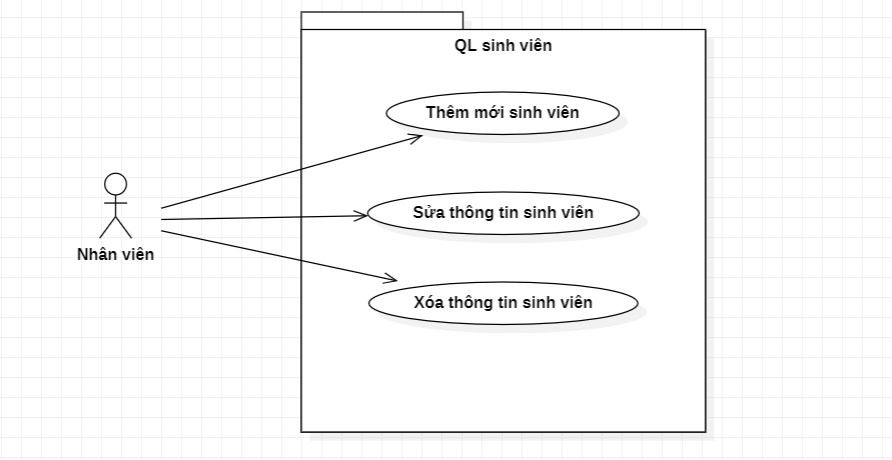 QL sinh viên
Thêm mới sinh viên
Sửa thông tin sinh viên
Nhân viên
Xóa thông tin sinh viên